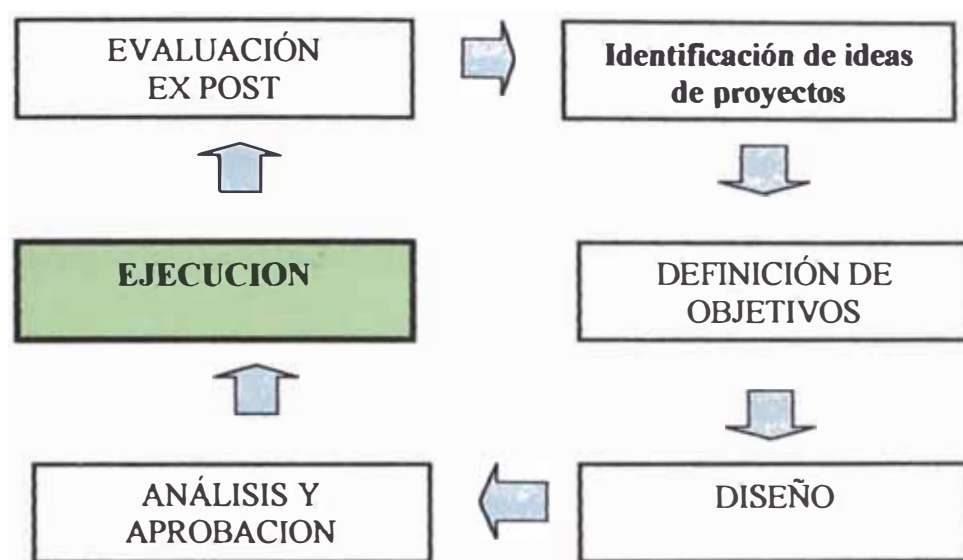 EVALUACIÓN
EX POST
Identificación de ideas
de proyectos
EJECUCION
DEFINICIÓN DE
OBJETIVOS
ANÁLISIS Y
APROBACION
DISEÑO